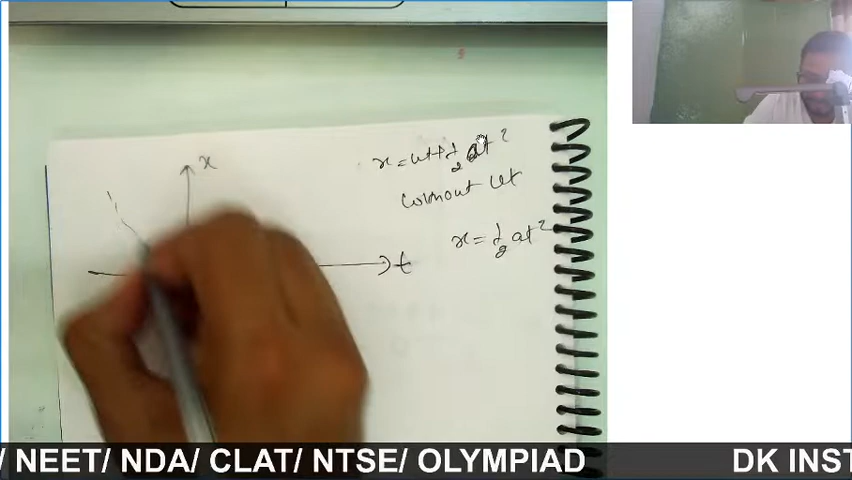 x
x = ut + 1/2 at²
without ut
x = 1/2 at²
t
/ NEET/ NDA/ CLAT/ NTSE/ OLYMPIAD DK INST